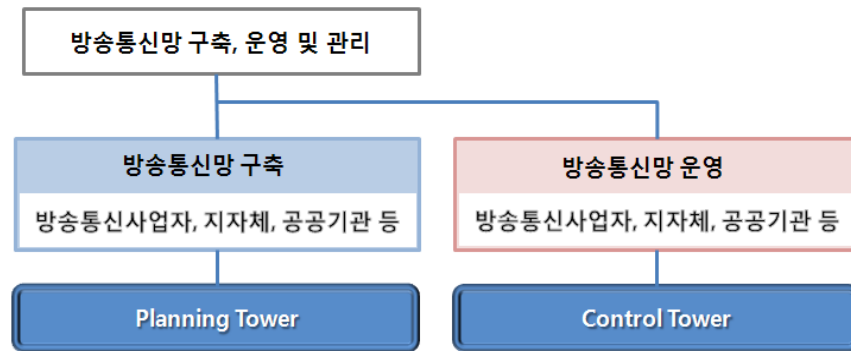 방송통신망 구축, 운영 및 관리
방송통신망 구축
방송통신사업자, 지자체, 공공기관 등
Planning Tower
방송통신망 운영
방송통신사업자, 지자체, 공공기관 등
Control Tower